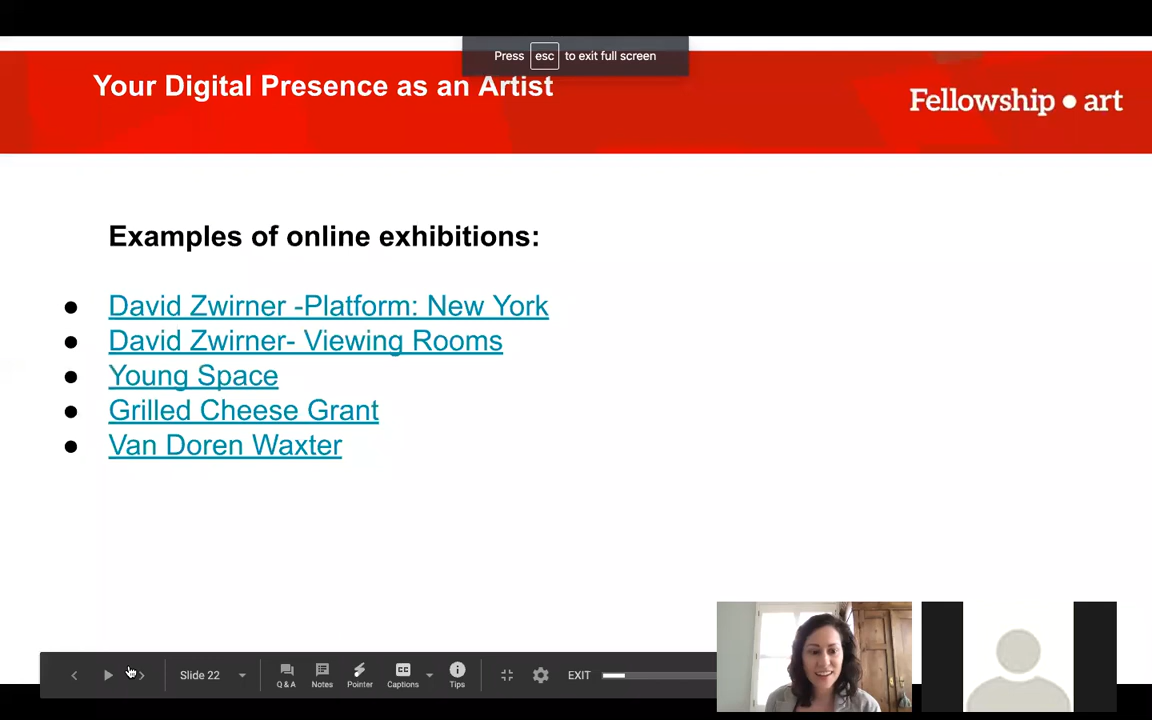 Press esc to exit full screen
Your Digital Presence as an Artist
Fellowship • art
Examples of online exhibitions:
● David Zwirner -Platform: New York
● David Zwirner- Viewing Rooms
● Young Space
● Grilled Cheese Grant
● Van Doren Waxter
Slide 22
Q & A
Notes
Pointer
CC
Captions
Tips
EXIT